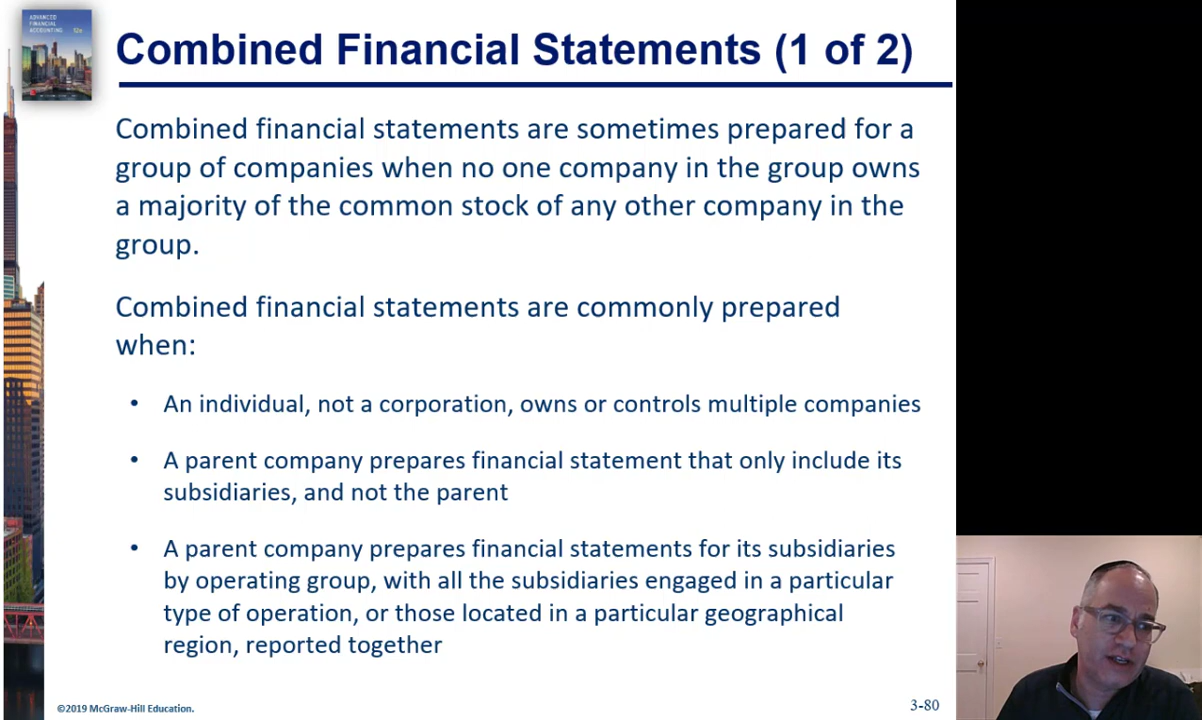 ADVANCED
FINANCIAL
ACCOUNTING
12e
Combined Financial Statements (1 of 2)
Combined financial statements are sometimes prepared for a
group of companies when no one company in the group owns
a majority of the common stock of any other company in the
group.
Combined financial statements are commonly prepared
when:
• An individual, not a corporation, owns or controls multiple companies
• A parent company prepares financial statement that only include its
subsidiaries, and not the parent
• A parent company prepares financial statements for its subsidiaries
by operating group, with all the subsidiaries engaged in a particular
type of operation, or those located in a particular geographical
region, reported together
©2019 McGraw-Hill Education.
3-80